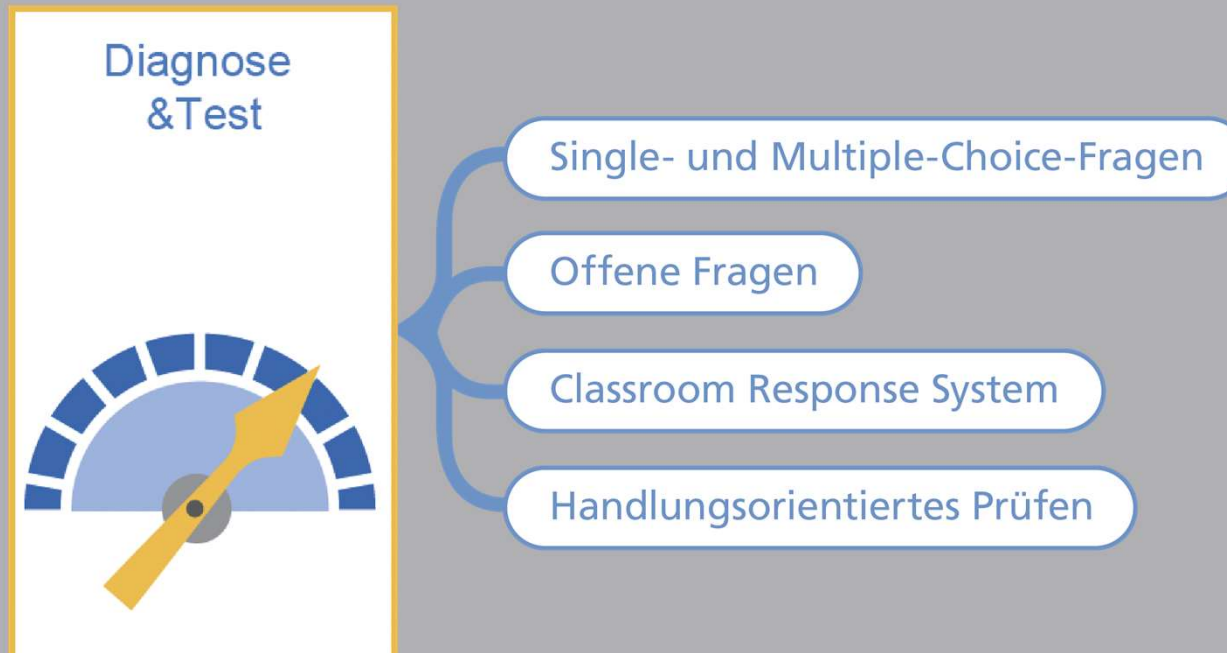 Diagnose
&Test
Single- und Multiple-Choice-Fragen
Offene Fragen
Classroom Response System
Handlungsorientiertes Prüfen